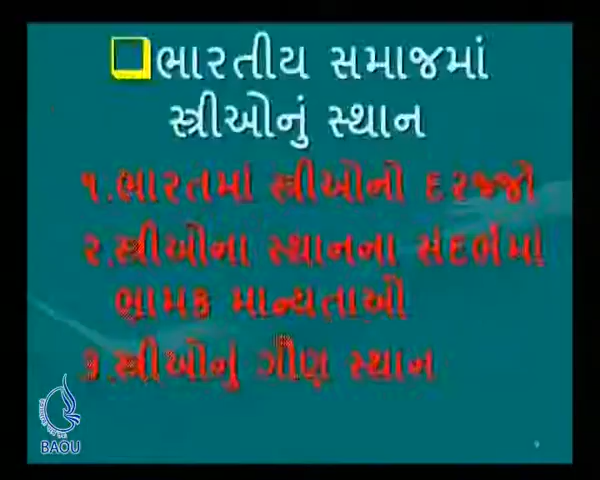 ભારતીય સમાજમાં
સ્ત્રીઓનું સ્થાન
૧.ભારતમાં સ્ત્રીઓનો દરજ્જો
૨.સ્ત્રીઓના સ્થાનના સંદર્ભમાં
ભ્રામક માન્યતાઓ
૩.સ્ત્રીઓનું ગૌણ સ્થાન
BAOU